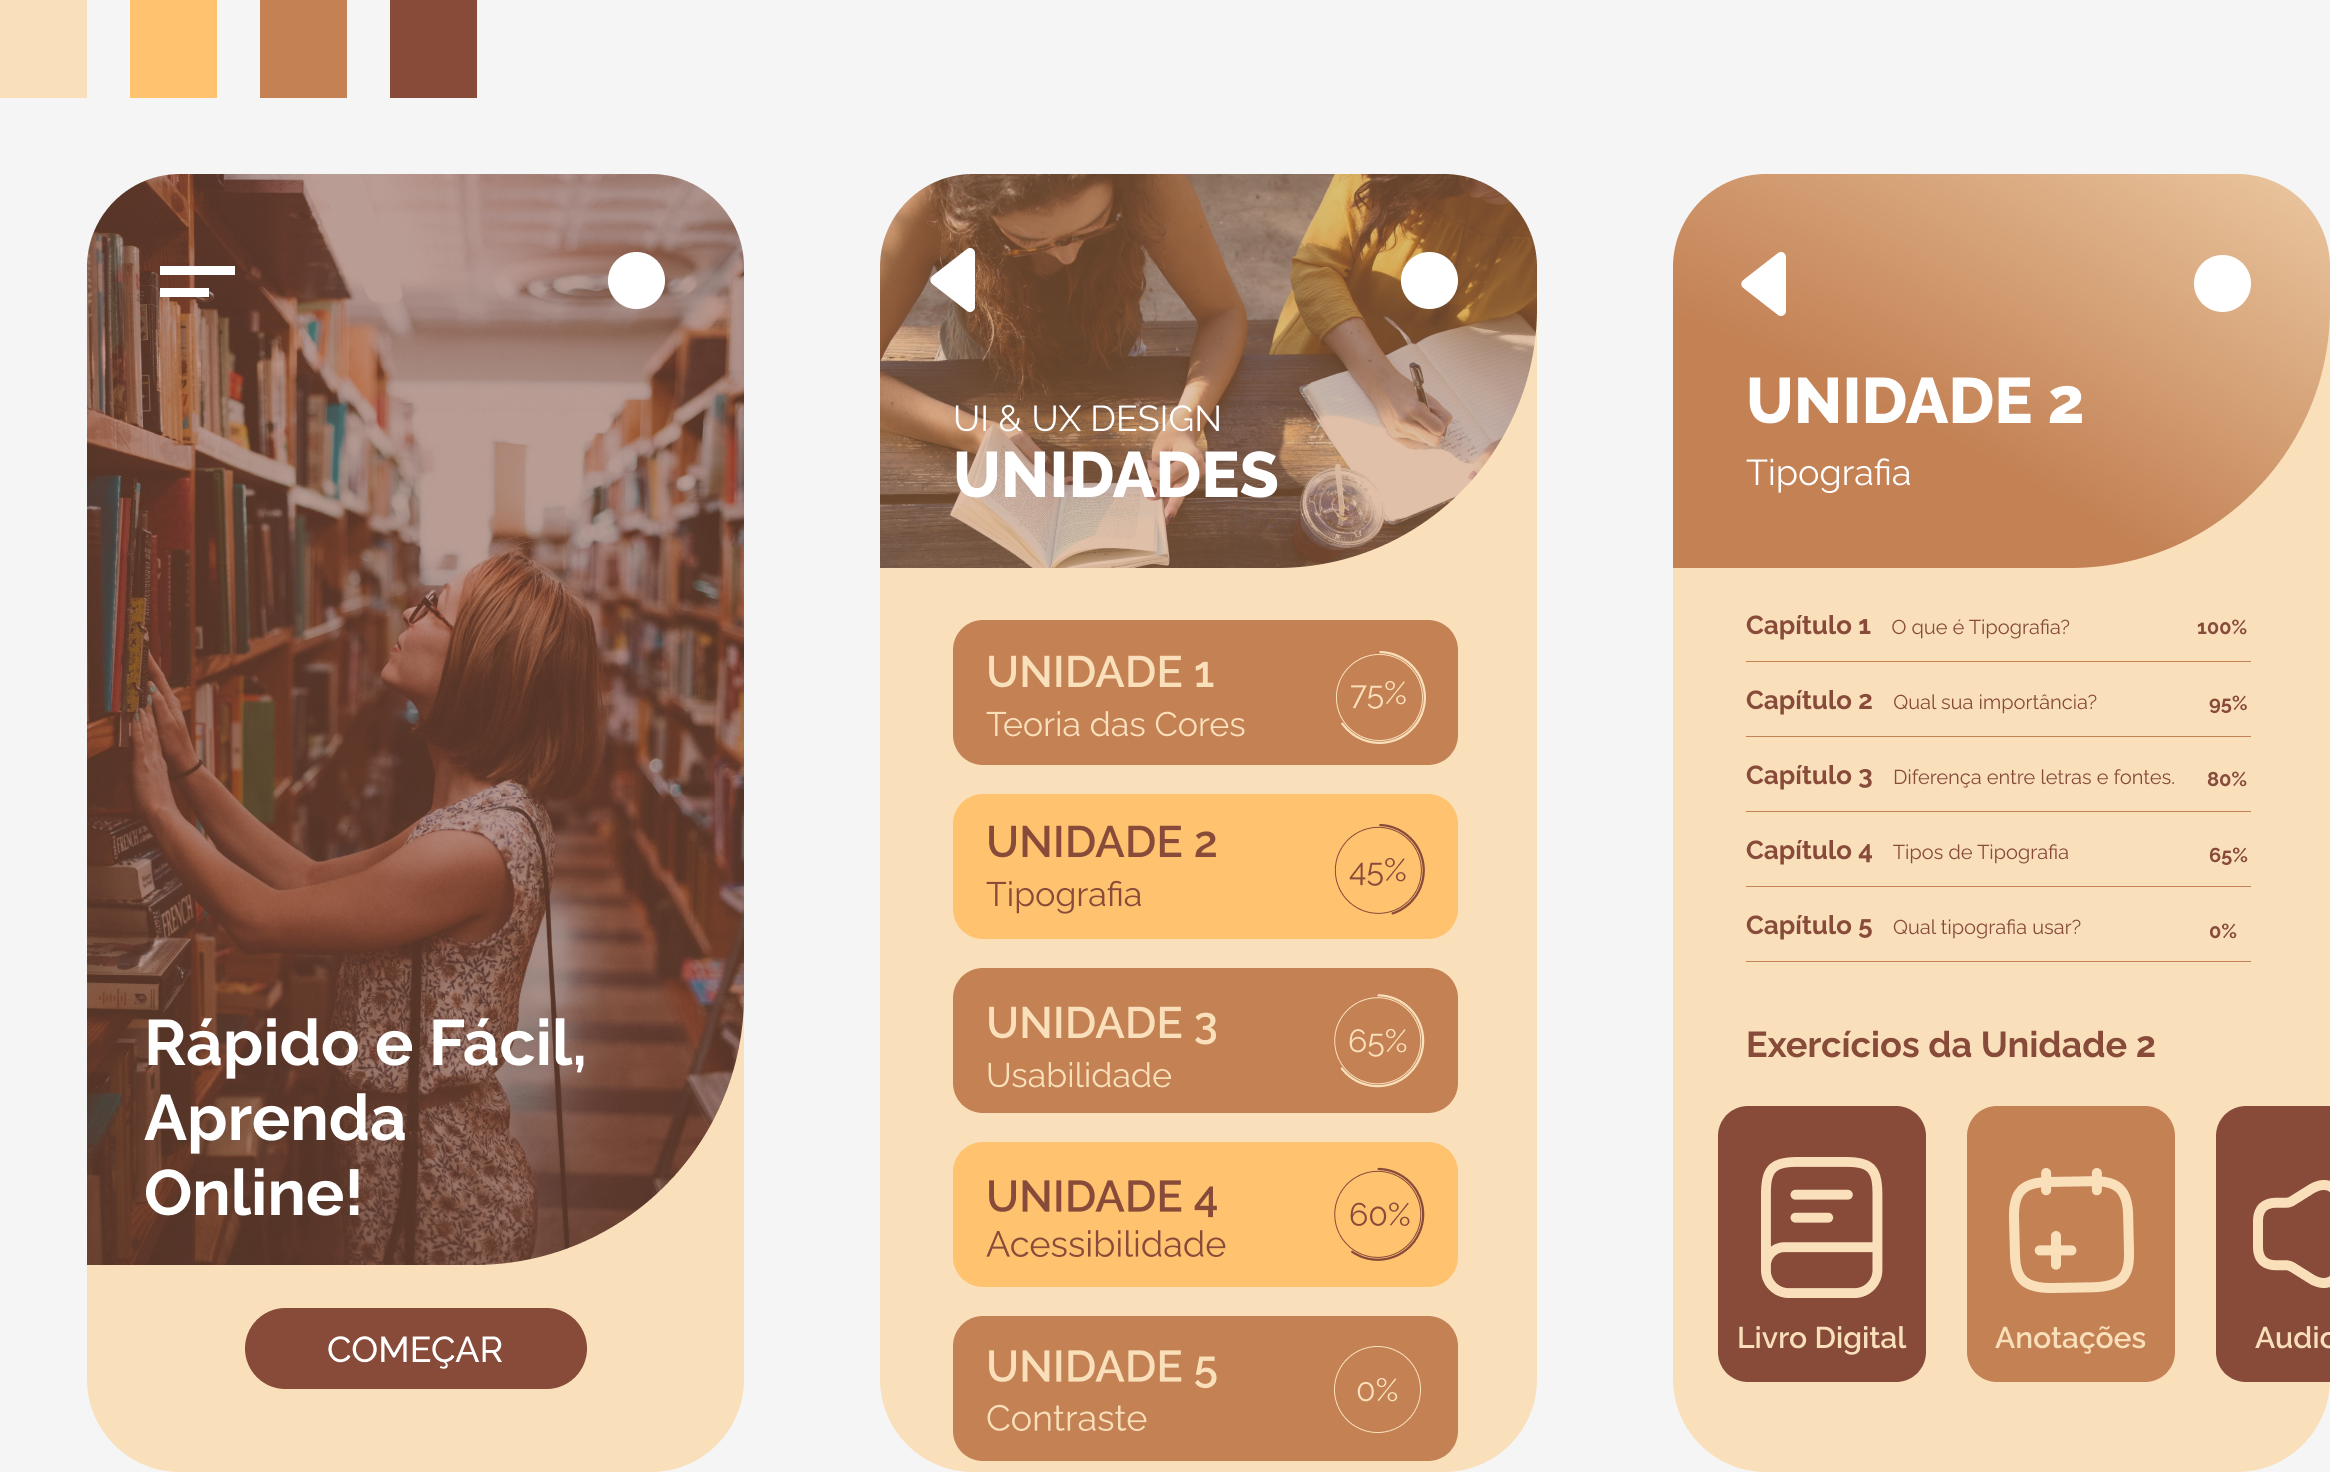 Rápido e Fácil,
Aprenda
Online!
COMEÇAR
UI & UX DESIGN
UNIDADES
UNIDADE 1
Teoria das Cores
75%
UNIDADE 2
Tipografia
45%
UNIDADE 3
Usabilidade
65%
UNIDADE 4
Acessibilidade
60%
UNIDADE 5
Contraste
0%
UNIDADE 2
Tipografia
Capítulo 1 O que é Tipografia? 100%
Capítulo 2 Qual sua importância? 95%
Capítulo 3 Diferença entre letras e fontes. 80%
Capítulo 4 Tipos de Tipografia 65%
Capítulo 5 Qual tipografia usar? 0%
Exercícios da Unidade 2
Livro Digital
Anotações
FRENCH
FRENCH